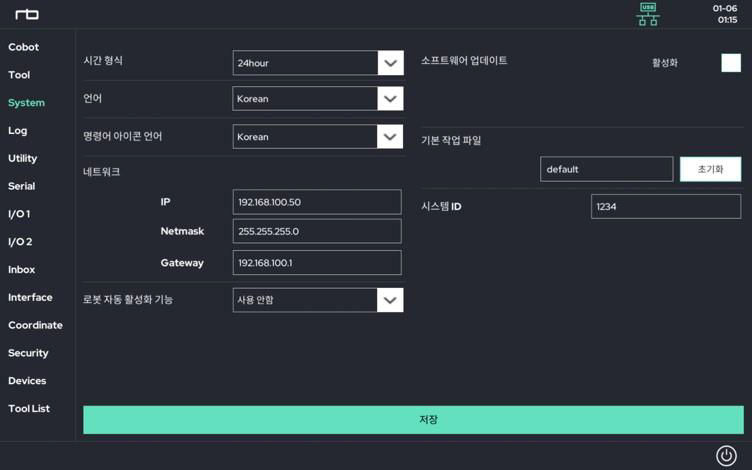 rb
USB
01-06
01:15
Cobot
Tool
System
Log
Utility
Serial
I/O 1
I/O 2
Inbox
Interface
Coordinate
Security
Devices
Tool List
시간 형식
24hour
언어
Korean
명령어 아이콘 언어
Korean
네트워크
IP
192.168.100.50
Netmask
255.255.255.0
Gateway
192.168.100.1
로봇 자동 활성화 기능
사용 안함
소프트웨어 업데이트
활성화
기본 작업 파일
default
초기화
시스템 ID
1234
저장